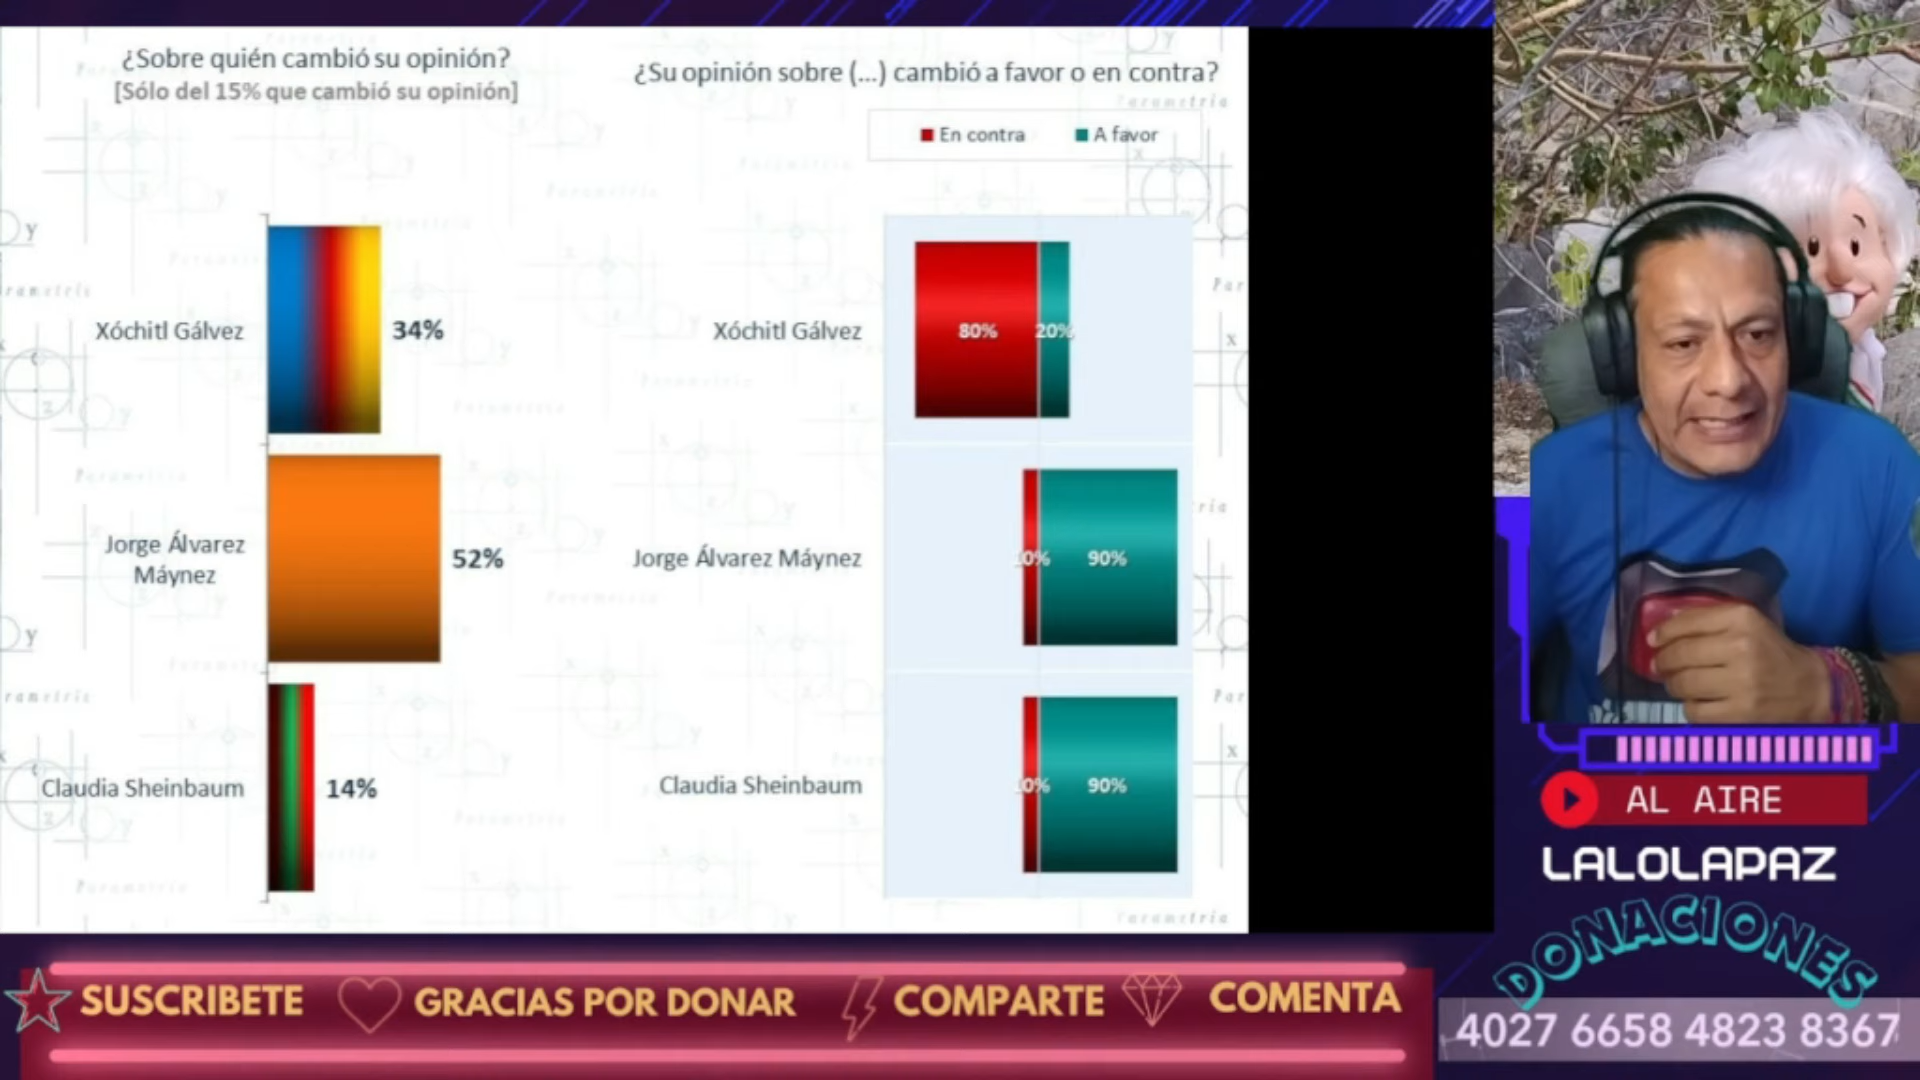 ¿Sobre quién cambió su opinión?
[Sólo del 15% que cambió su opinión]
Xóchitl Gálvez
34%
Jorge Álvarez
Máynez
52%
Claudia Sheinbaum
14%
¿Su opinión sobre (...) cambió a favor o en contra?
En contra A favor
Xóchitl Gálvez
80% 20%
Jorge Álvarez Máynez
10% 90%
Claudia Sheinbaum
10% 90%
Parametría
AL AIRE
LALOLAPAZ
DONACIONES
4027 6658 4823 8367
SUSCRIBETE GRACIAS POR DONAR COMPARTE COMENTA